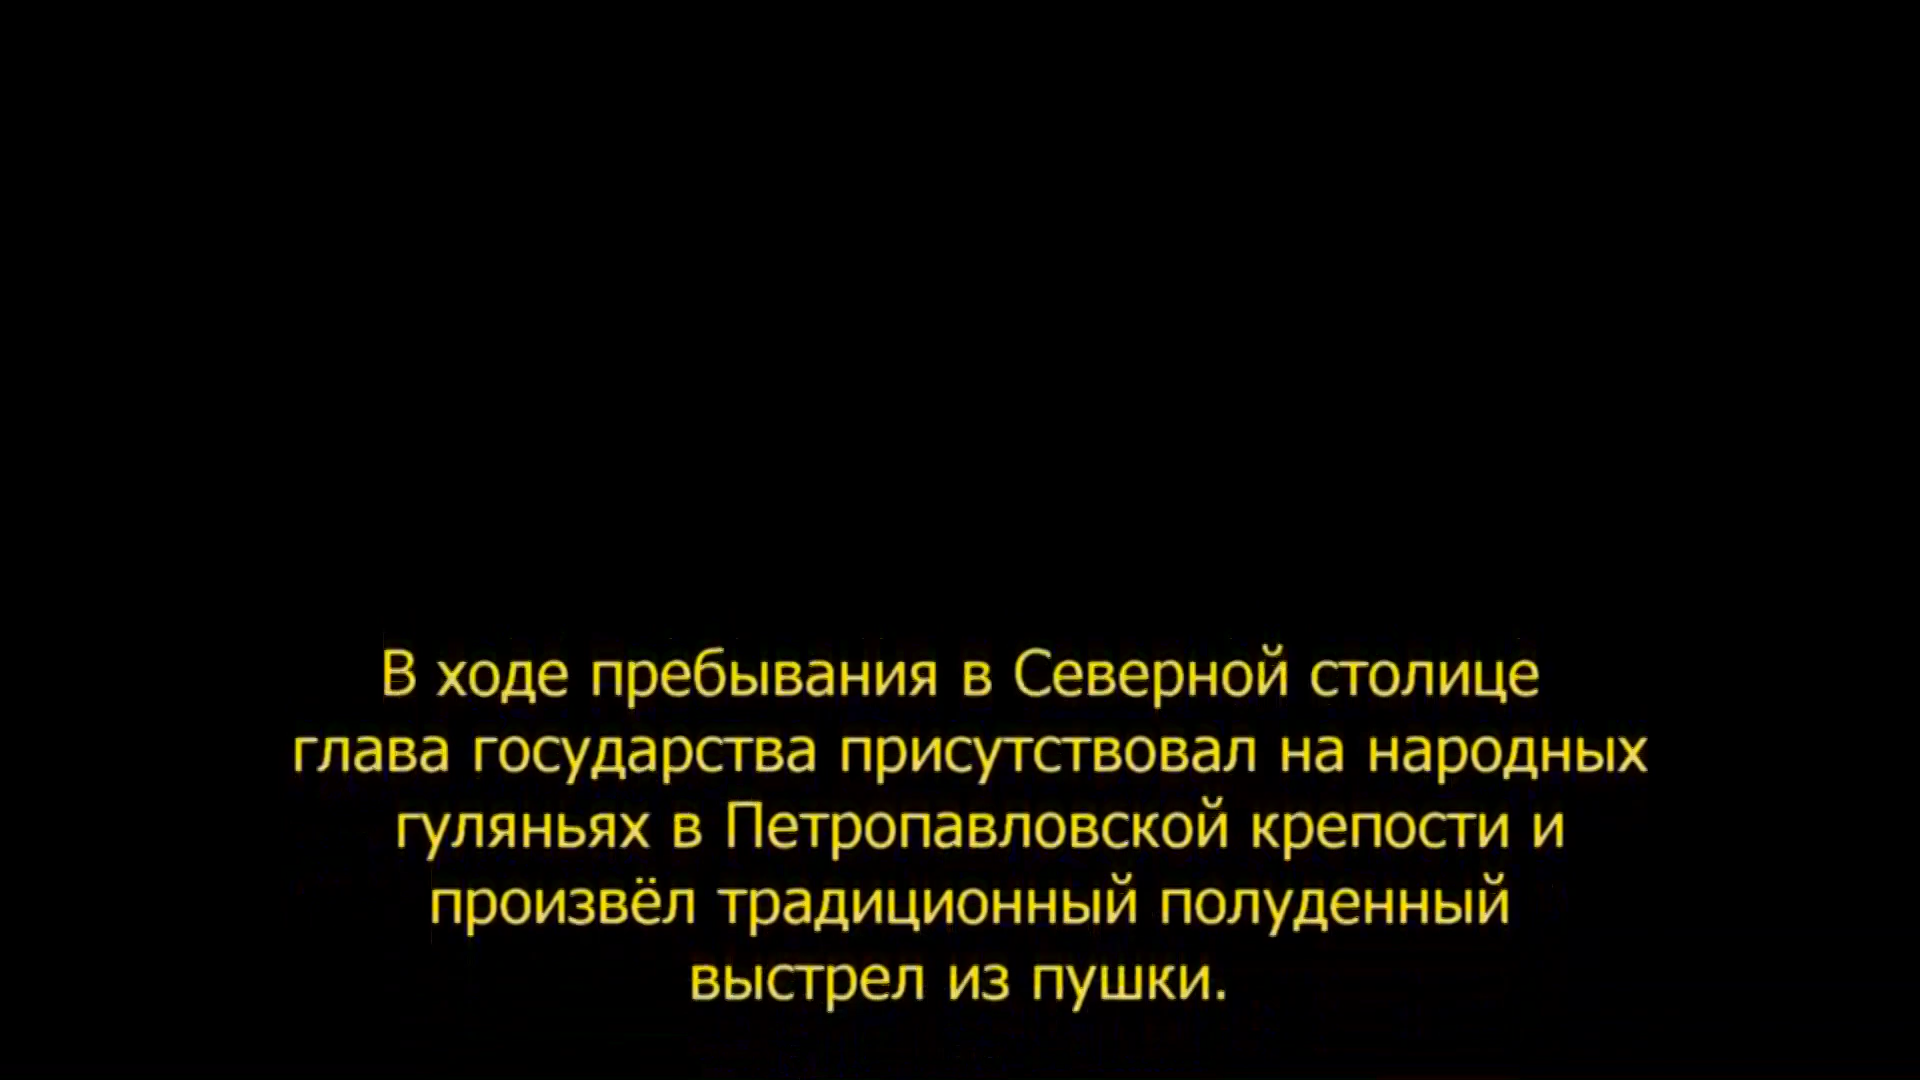 В ходе пребывания в Северной столице
глава государства присутствовал на народных
гуляньях в Петропавловской крепости и
произвёл традиционный полуденный
выстрел из пушки.